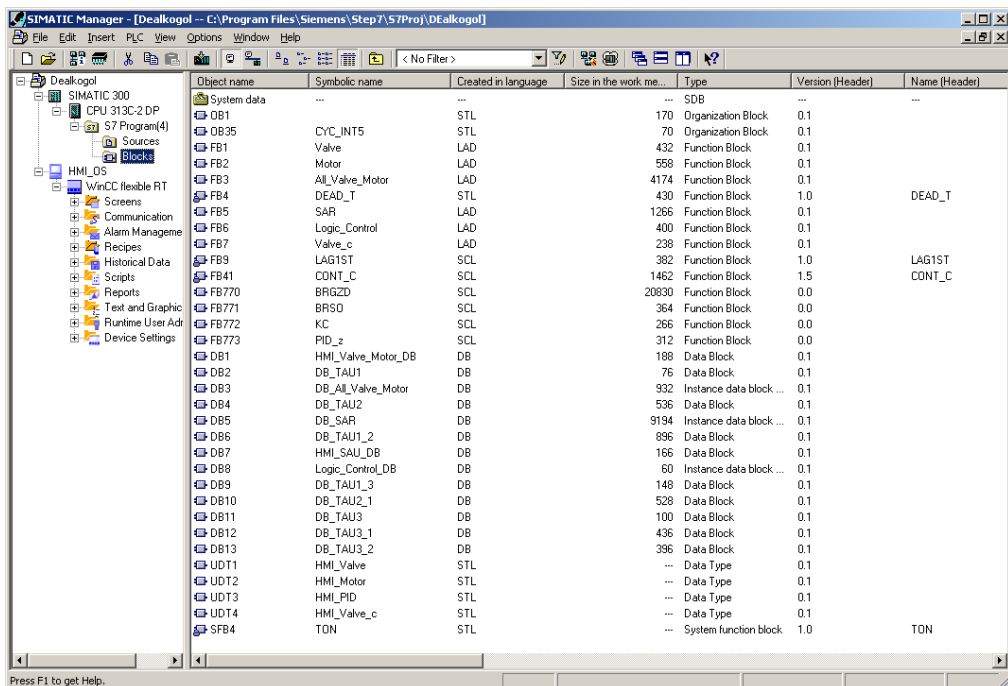 SIMATIC Manager - [Dealkogol -- C:\Program Files\Siemens\Step7\S7Proj\DEalkogol]
File Edit Insert PLC View Options Window Help
< No Filter >
Dealkogol
SIMATIC 300
CPU 313C-2 DP
S7 Program(4)
Sources
Blocks
HMI_OS
WinCC flexible RT
Screens
Communication
Alarm Manageme
Recipes
Historical Data
Scripts
Reports
Text and Graphic
Runtime User Adr
Device Settings
Object name Symbolic name Created in language Size in the work me... Type Version (Header) Name (Header)
System data --- --- --- SDB --- ---
OB1 STL 170 Organization Block 0.1
OB35 CYC_INT5 STL 70 Organization Block 0.1
FB1 Valve LAD 432 Function Block 0.1
FB2 Motor LAD 558 Function Block 0.1
FB3 All_Valve_Motor LAD 4174 Function Block 0.1
FB4 DEAD_T STL 430 Function Block 1.0 DEAD_T
FB5 SAR LAD 1266 Function Block 0.1
FB6 Logic_Control LAD 400 Function Block 0.1
FB7 Valve_c LAD 238 Function Block 0.1
FB9 LAG1ST SCL 382 Function Block 1.0 LAG1ST
FB41 CONT_C SCL 1462 Function Block 1.5 CONT_C
FB770 BRGZD SCL 20830 Function Block 0.0
FB771 BRSO SCL 364 Function Block 0.0
FB772 KC SCL 266 Function Block 0.0
FB773 PID_z SCL 312 Function Block 0.0
DB1 HMI_Valve_Motor_DB DB 188 Data Block 0.1
DB2 DB_TAU1 DB 76 Data Block 0.1
DB3 DB_All_Valve_Motor DB 932 Instance data block ... 0.1
DB4 DB_TAU2 DB 536 Data Block 0.1
DB5 DB_SAR DB 9194 Instance data block ... 0.1
DB6 DB_TAU1_2 DB 896 Data Block 0.1
DB7 HMI_SAU_DB DB 166 Data Block 0.1
DB8 Logic_Control_DB DB 60 Instance data block ... 0.1
DB9 DB_TAU1_3 DB 148 Data Block 0.1
DB10 DB_TAU2_1 DB 528 Data Block 0.1
DB11 DB_TAU3 DB 100 Data Block 0.1
DB12 DB_TAU3_1 DB 436 Data Block 0.1
DB13 DB_TAU3_2 DB 396 Data Block 0.1
UDT1 HMI_Valve STL --- Data Type 0.1
UDT2 HMI_Motor STL --- Data Type 0.1
UDT3 HMI_PID STL --- Data Type 0.1
UDT4 HMI_Valve_c STL --- Data Type 0.1
SFB4 TON STL --- System function block 1.0 TON
Press F1 to get Help.